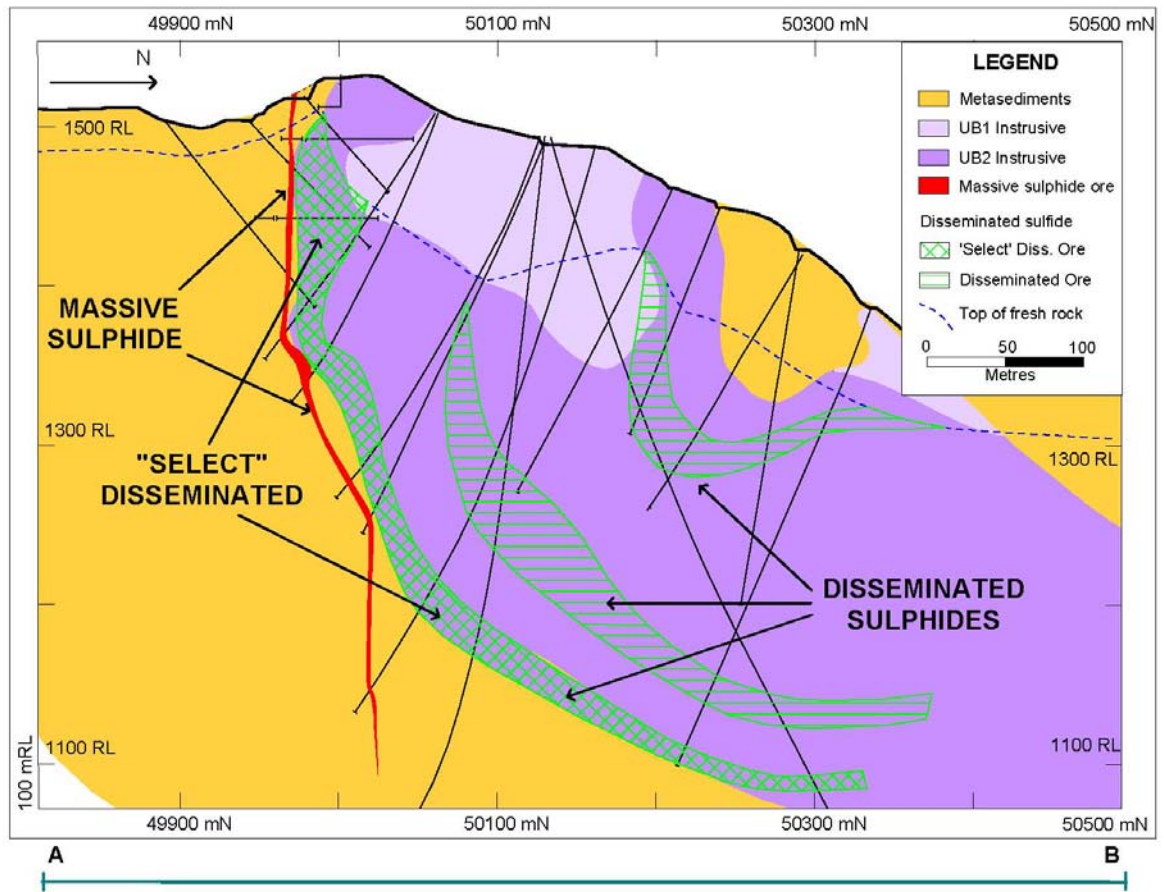 49900 mN 50100 mN 50300 mN 50500 mN
N
LEGEND
Metasediments
UB1 Instrusive
UB2 Instrusive
Massive sulphide ore
Disseminated sulfide
'Select' Diss. Ore
Disseminated Ore
Top of fresh rock
0 50 100
Metres
1500 RL
MASSIVE
SULPHIDE
1300 RL
1300 RL
"SELECT"
DISSEMINATED
DISSEMINATED
SULPHIDES
1100 RL
1100 RL
100 mRL
49900 mN 50100 mN 50300 mN 50500 mN
A B